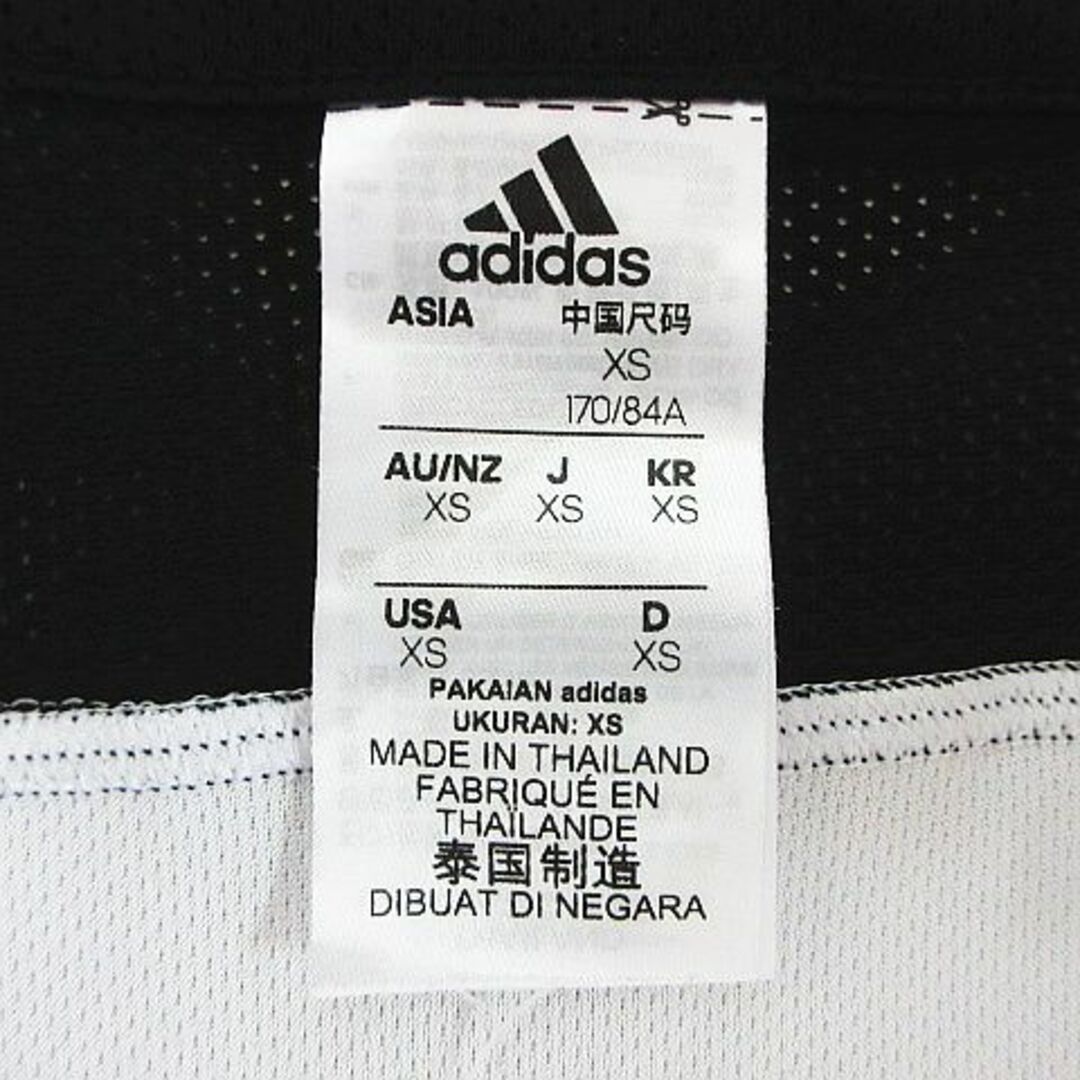 adidas
ASIA 中国尺码
XS
170/84A
AU/NZ J KR
XS XS XS
USA D
XS XS
PAKAIAN adidas
UKURAN: XS
MADE IN THAILAND
FABRIQUÉ EN
THAÏLANDE
泰国制造
DIBUAT DI NEGARA